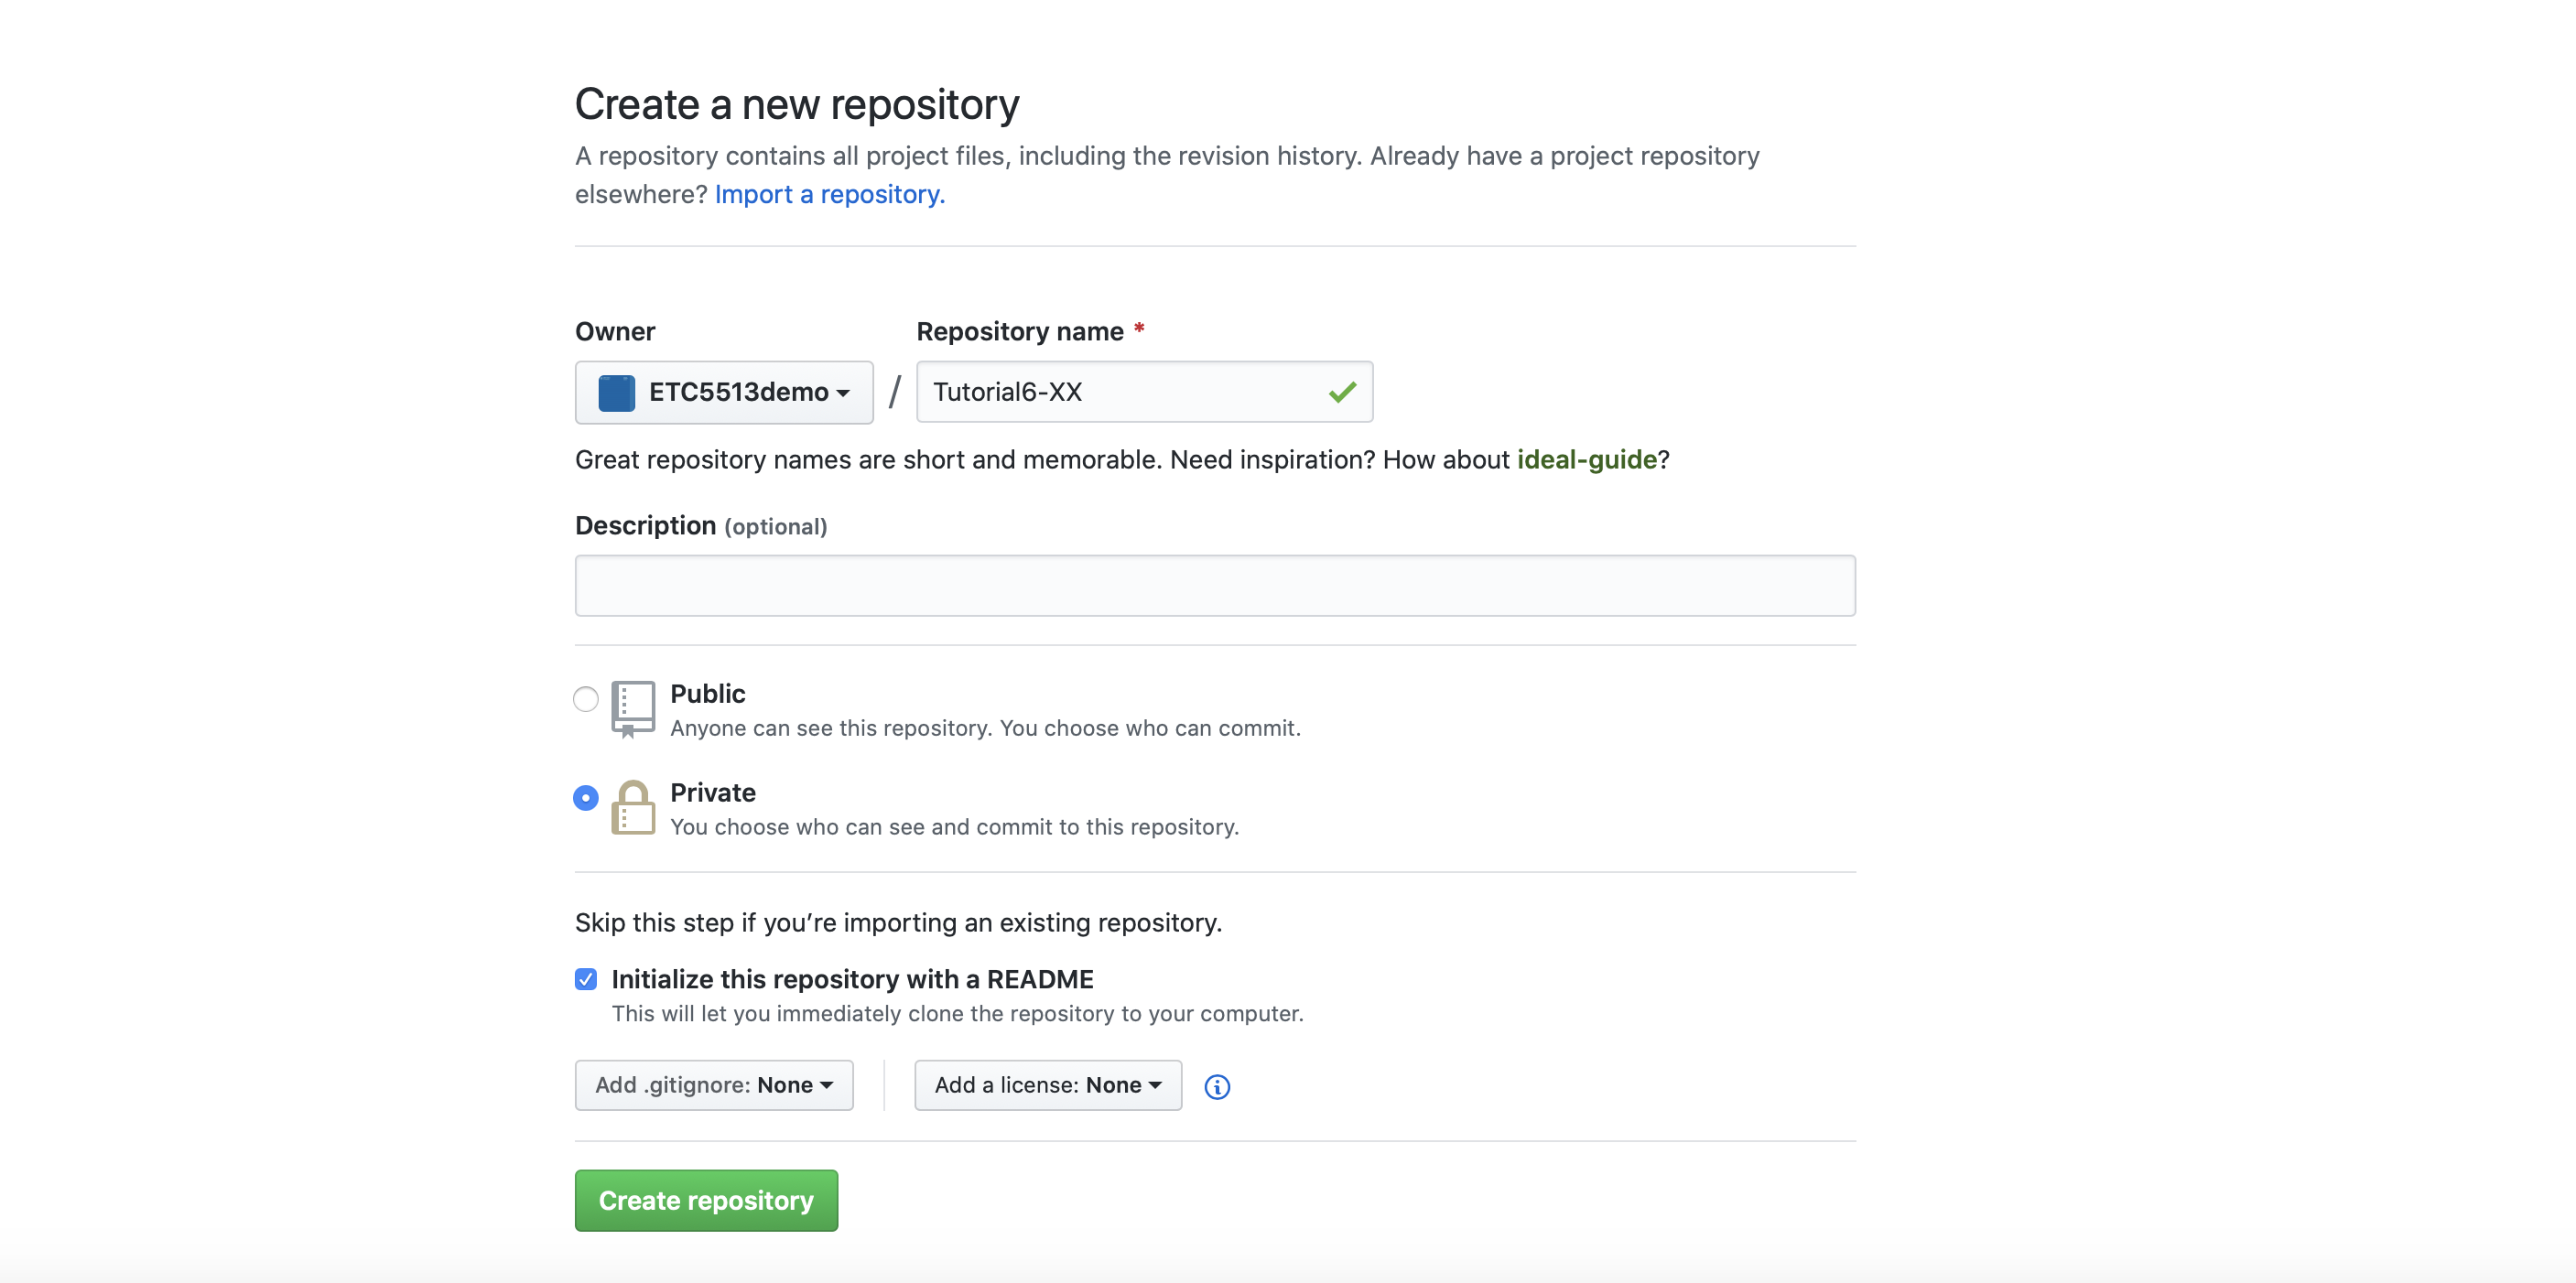 Create a new repository
A repository contains all project files, including the revision history. Already have a project repository
elsewhere? Import a repository.
Owner
Repository name *
ETC5513demo / Tutorial6-XX
Great repository names are short and memorable. Need inspiration? How about ideal-guide?
Description (optional)
Public
Anyone can see this repository. You choose who can commit.
Private
You choose who can see and commit to this repository.
Skip this step if you’re importing an existing repository.
Initialize this repository with a README
This will let you immediately clone the repository to your computer.
Add .gitignore: None
Add a license: None
Create repository